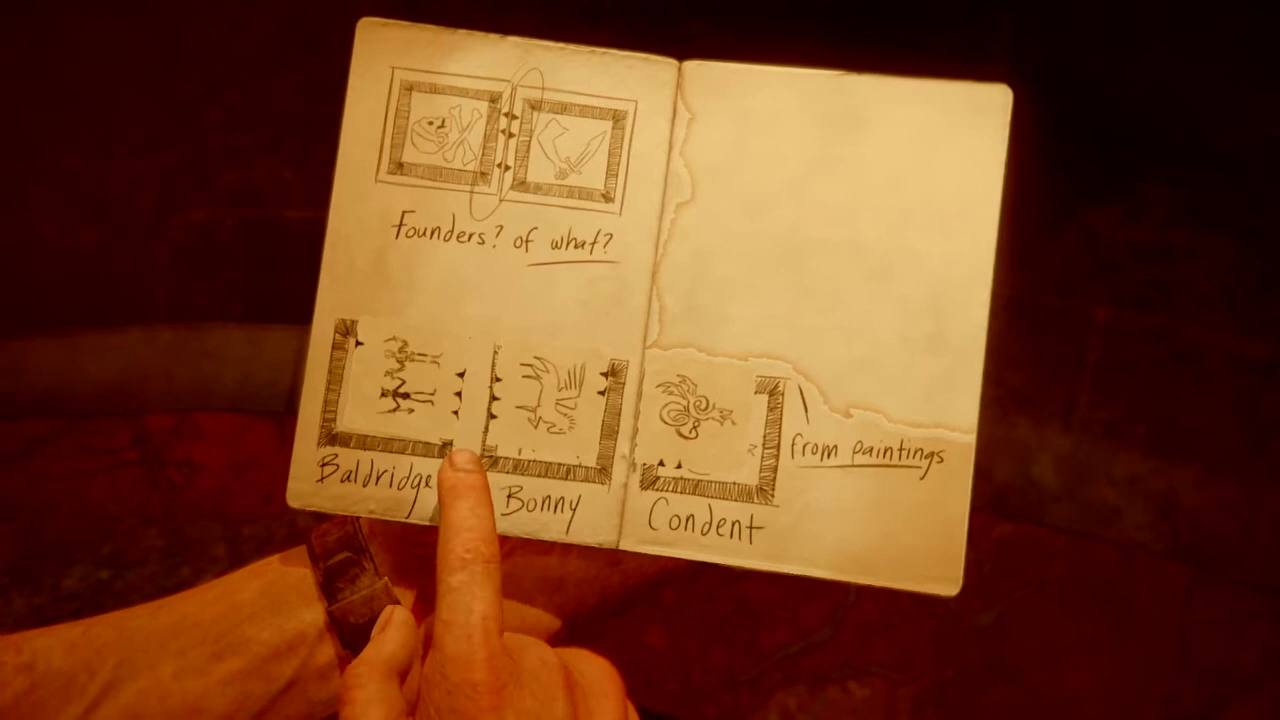 Founders? of what?
Baldridge
Bonny
Condent
from paintings